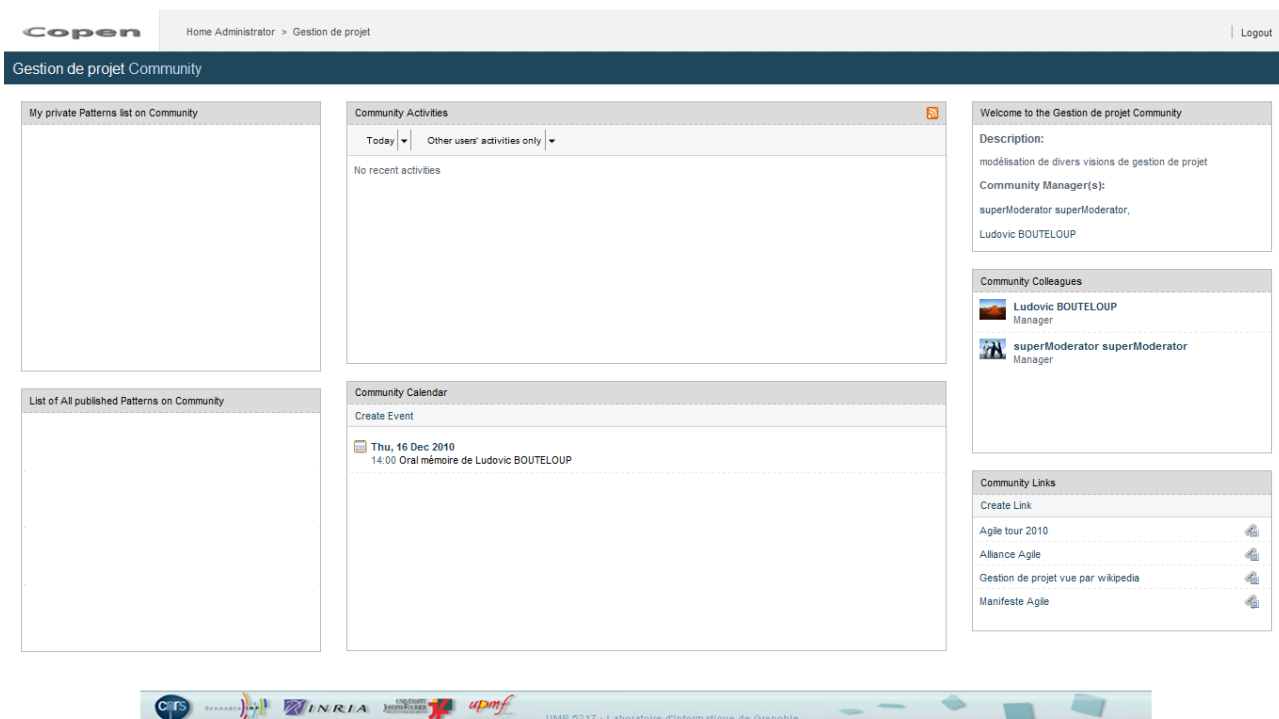 Copen
Home Administrator > Gestion de projet
Logout
Gestion de projet Community
My private Patterns list on Community
List of All published Patterns on Community
Community Activities
Today
Other users' activities only
No recent activities
Community Calendar
Create Event
Thu, 16 Dec 2010
14:00 Oral mémoire de Ludovic BOUTELOUP
Welcome to the Gestion de projet Community
Description:
modélisation de divers visions de gestion de projet
Community Manager(s):
superModerator superModerator,
Ludovic BOUTELOUP
Community Colleagues
Ludovic BOUTELOUP
Manager
superModerator superModerator
Manager
Community Links
Create Link
Agile tour 2010
Alliance Agile
Gestion de projet vue par wikipedia
Manifeste Agile
cnrs
INRIA
UNIVERSITE
JOSEPH FOURIER
upmf
UMR 5217 - Laboratoire d'Informatique de Grenoble